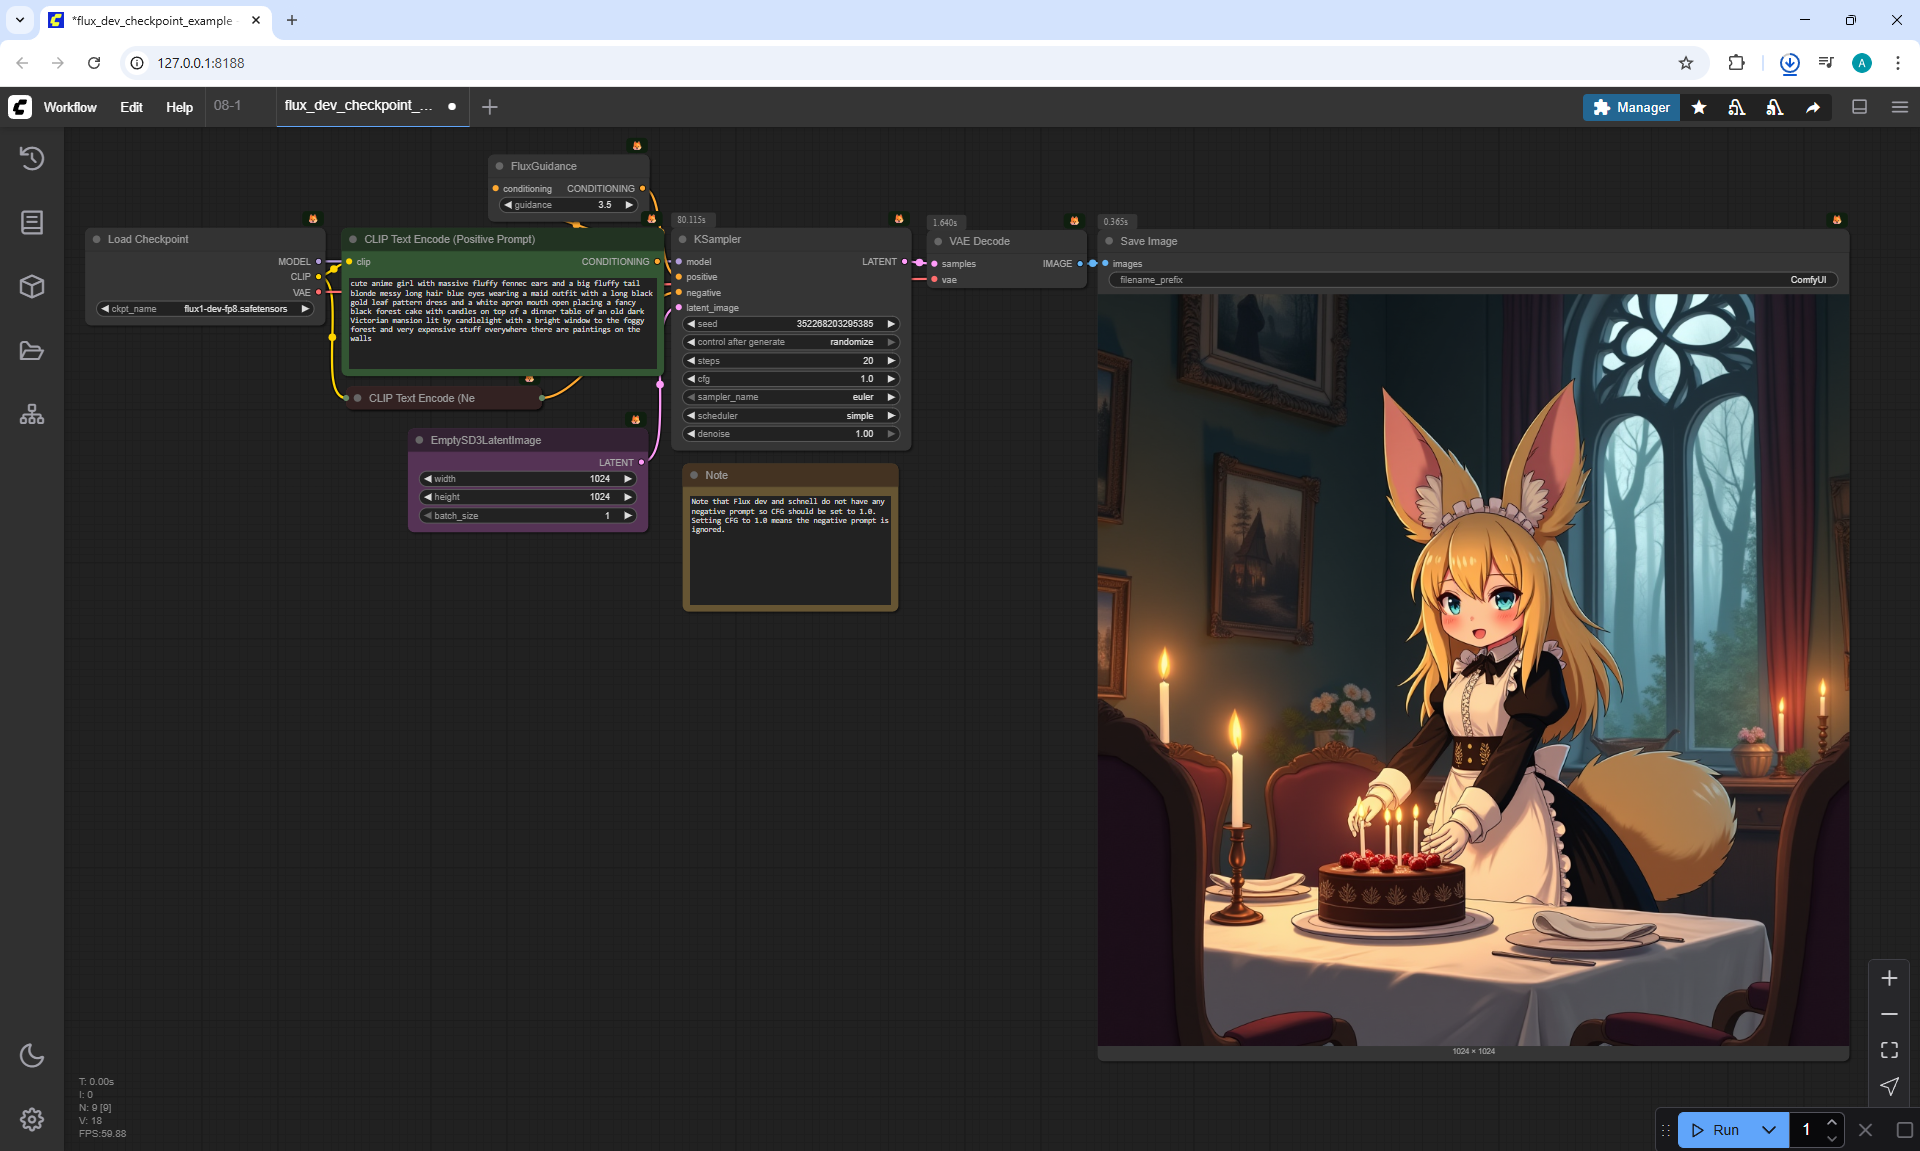 *flux_dev_checkpoint_example
127.0.0.1:8188
A
Workflow
Edit
Help
08-1
flux_dev_checkpoint_...
Manager
FluxGuidance
conditioning
CONDITIONING
guidance
3.5
Load Checkpoint
MODEL
CLIP
VAE
ckpt_name
flux1-dev-fp8.safetensors
CLIP Text Encode (Positive Prompt)
clip
CONDITIONING
cute anime girl with massive fluffy fennec ears and a big fluffy tail
blonde messy long hair blue eyes wearing a maid outfit with a long black
gold leaf pattern dress and a white apron mouth open placing a fancy
black forest cake with candles on top of a dinner table of an old dark
Victorian mansion lit by candlelight with a bright window to the foggy
forest and very expensive stuff everywhere there are paintings on the
walls
CLIP Text Encode (Ne
EmptySD3LatentImage
LATENT
width
1024
height
1024
batch_size
1
80.115s
KSampler
model
LATENT
positive
negative
latent_image
seed
352268203295385
control after generate
randomize
steps
20
cfg
1.0
sampler_name
euler
scheduler
simple
denoise
1.00
Note
Note that Flux dev and schnell do not have any
negative prompt so CFG should be set to 1.0.
Setting CFG to 1.0 means the negative prompt is
ignored.
1.640s
VAE Decode
samples
IMAGE
vae
0.365s
Save Image
images
filename_prefix
ComfyUI
1024 × 1024
T: 0.00s
I: 0
N: 9 [9]
V: 18
FPS:59.88
Run
1